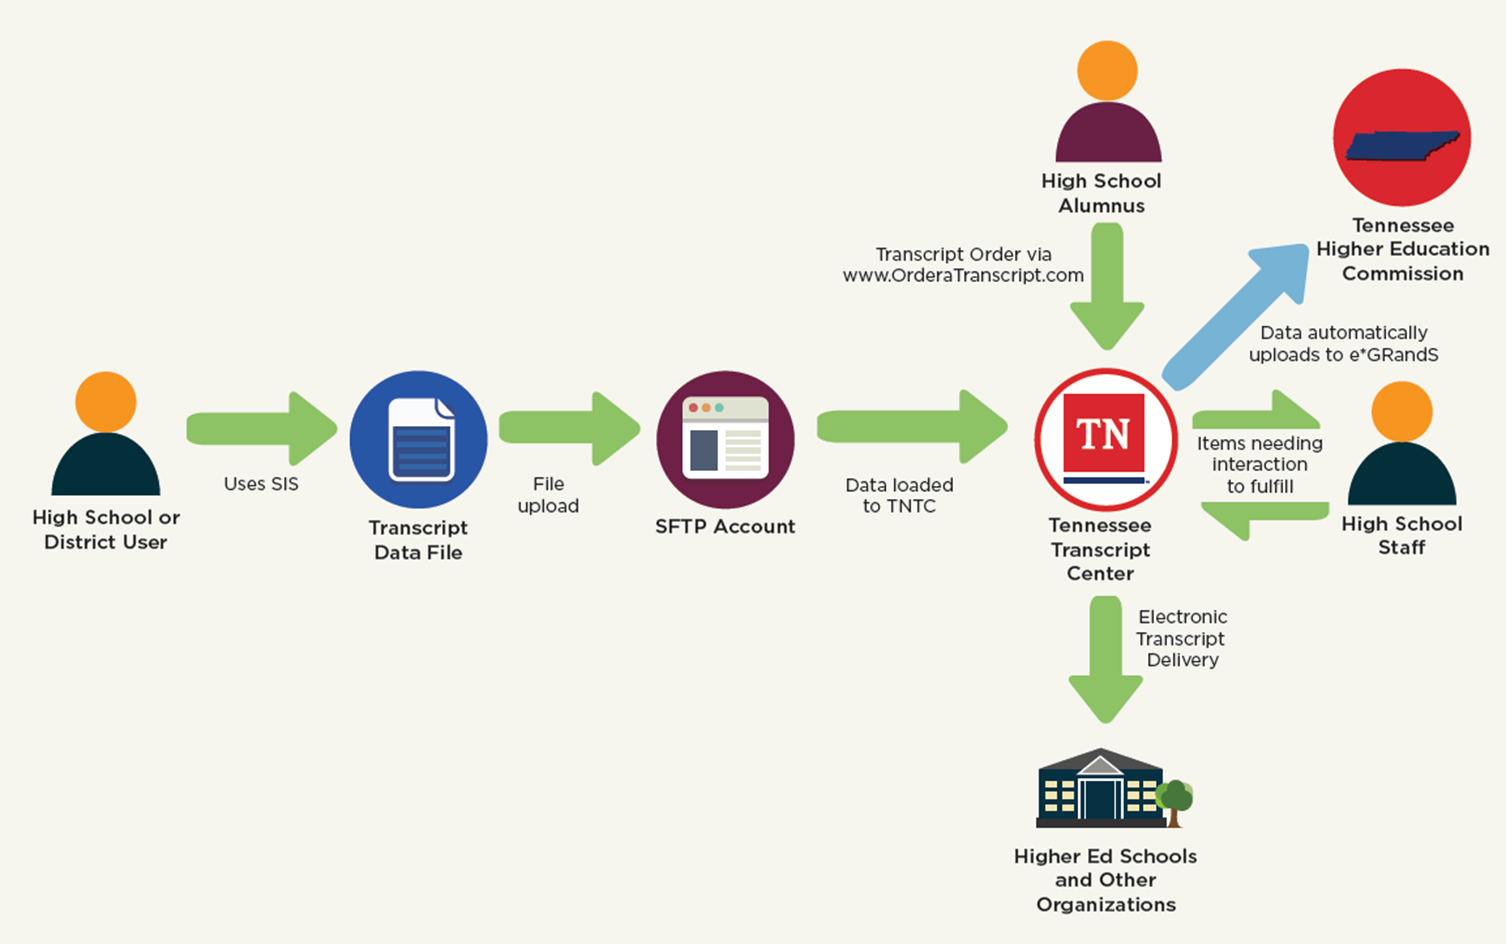 High School
Alumnus
Tennessee
Higher Education
Commission
Transcript Order via
www.OrderaTranscript.com
Data automatically
uploads to e*GRandS
High School or
District User
Uses SIS
Transcript
Data File
File
upload
SFTP Account
Data loaded
to TNTC
TN
Tennessee
Transcript
Center
Items needing
interaction
to fulfill
High School
Staff
Electronic
Transcript
Delivery
Higher Ed Schools
and Other
Organizations